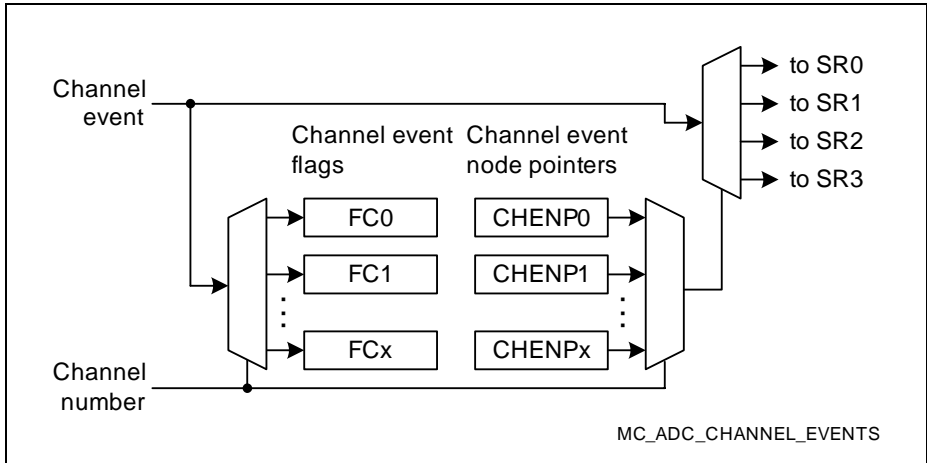 to SR0
Channel
event
to SR1
to SR2
to SR3
Channel event
flags
Channel event
node pointers
FC0
CHENP0
FC1
CHENP1
FCx
CHENPx
Channel
number
MC_ADC_CHANNEL_EVENTS